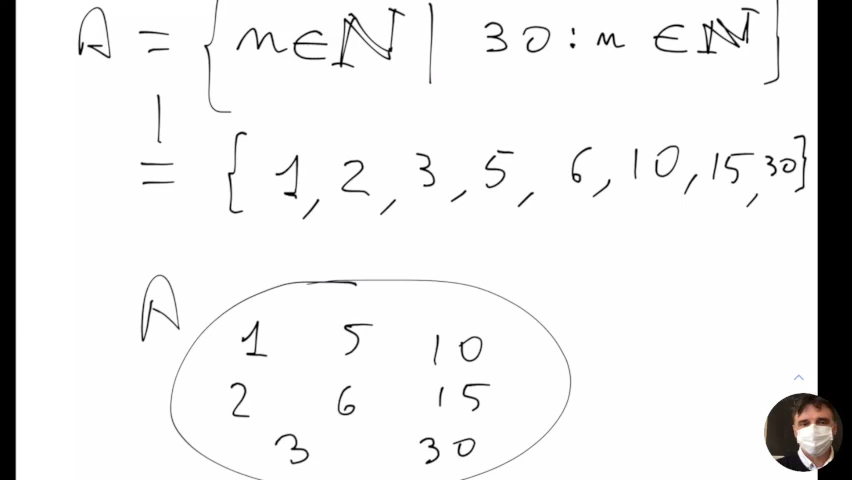 A = { n ∈ ℕ | 30 : n ∈ ℕ }
= { 1, 2, 3, 5, 6, 10, 15, 30}
A
1 5 10
2 6 15
3 30